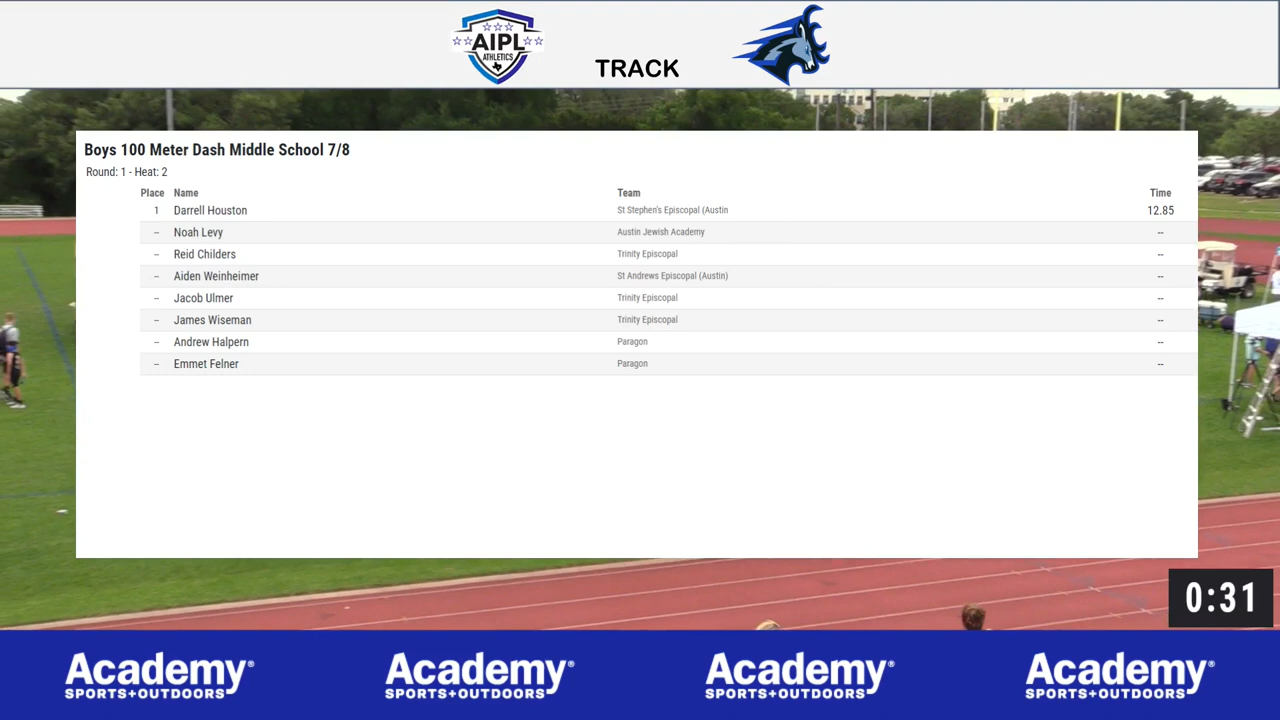 AIPL
ATHLETICS
TRACK
Boys 100 Meter Dash Middle School 7/8
Round: 1 - Heat: 2
Place Name Team Time
1 Darrell Houston St Stephen's Episcopal (Austin 12.85
-- Noah Levy Austin Jewish Academy --
-- Reid Childers Trinity Episcopal --
-- Aiden Weinheimer St Andrews Episcopal (Austin) --
-- Jacob Ulmer Trinity Episcopal --
-- James Wiseman Trinity Episcopal --
-- Andrew Halpern Paragon --
-- Emmet Felner Paragon --
0:31
Academy Academy Academy Academy
SPORTS+OUTDOORS SPORTS+OUTDOORS SPORTS+OUTDOORS SPORTS+OUTDOORS